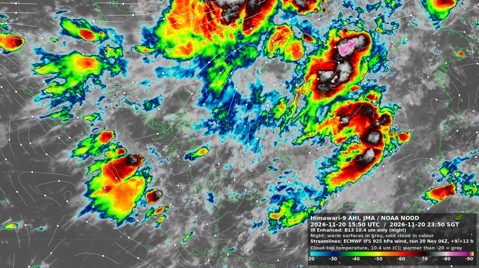 Himawari-9 AHI, JMA / NOAA NODD
2026-11-20 15:50 UTC / 2026-11-20 23:50 SGT
IR Enhanced: B13 10.4 um only (night)
Night: warm surfaces in grey, cold cloud in colour
Streamlines: ECMWF IFS 925 hPa wind, run 20 Nov 06Z, +9/+12 h
Cloud-top temperature, 10.4 um (C); warmer than -20 = grey
-20 -30 -40 -50 -60 -70 -80 -90